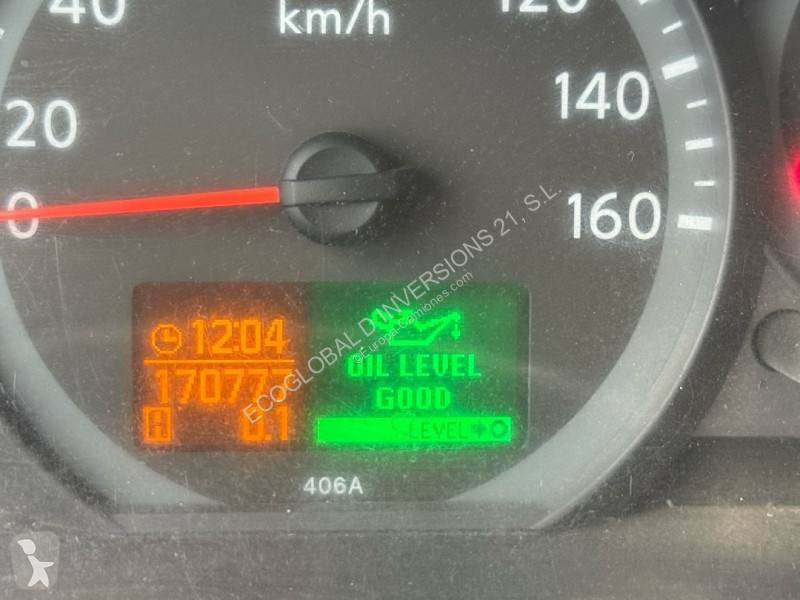 40
km/h
120
20
140
0
160
12:04
170777
A 0.1
OIL LEVEL
GOOD
LEVEL
406A
ECOGLOBAL D'INVERSIONS 21, S.L.
©Europa-Camiones.com